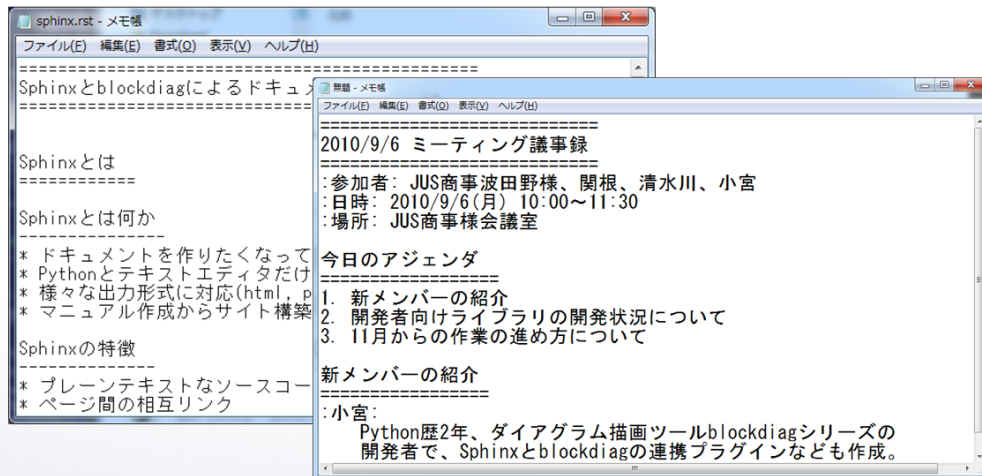 sphinx.rst - メモ帳
ファイル(F) 編集(E) 書式(O) 表示(V) ヘルプ(H)
===============================================
Sphinxとblockdiagによるドキュメ
==============================
Sphinxとは
============
Sphinxとは何か
---------------
* ドキュメントを作りたくなって
* Pythonとテキストエディタだけ
* 様々な出力形式に対応(html, p
* マニュアル作成からサイト構築
Sphinxの特徴
--------------
* プレーンテキストなソースコー
* ページ間の相互リンク
無題 - メモ帳
ファイル(F) 編集(E) 書式(O) 表示(V) ヘルプ(H)
============================
2010/9/6 ミーティング議事録
============================
:参加者: JUS商事波田野様、関根、清水川、小宮
:日時: 2010/9/6(月) 10:00～11:30
:場所: JUS商事様会議室
今日のアジェンダ
==================
1. 新メンバーの紹介
2. 開発者向けライブラリの開発状況について
3. 11月からの作業の進め方について
新メンバーの紹介
=================
:小宮:
Python歴2年、ダイアグラム描画ツールblockdiagシリーズの
開発者で、Sphinxとblockdiagの連携プラグインなども作成。